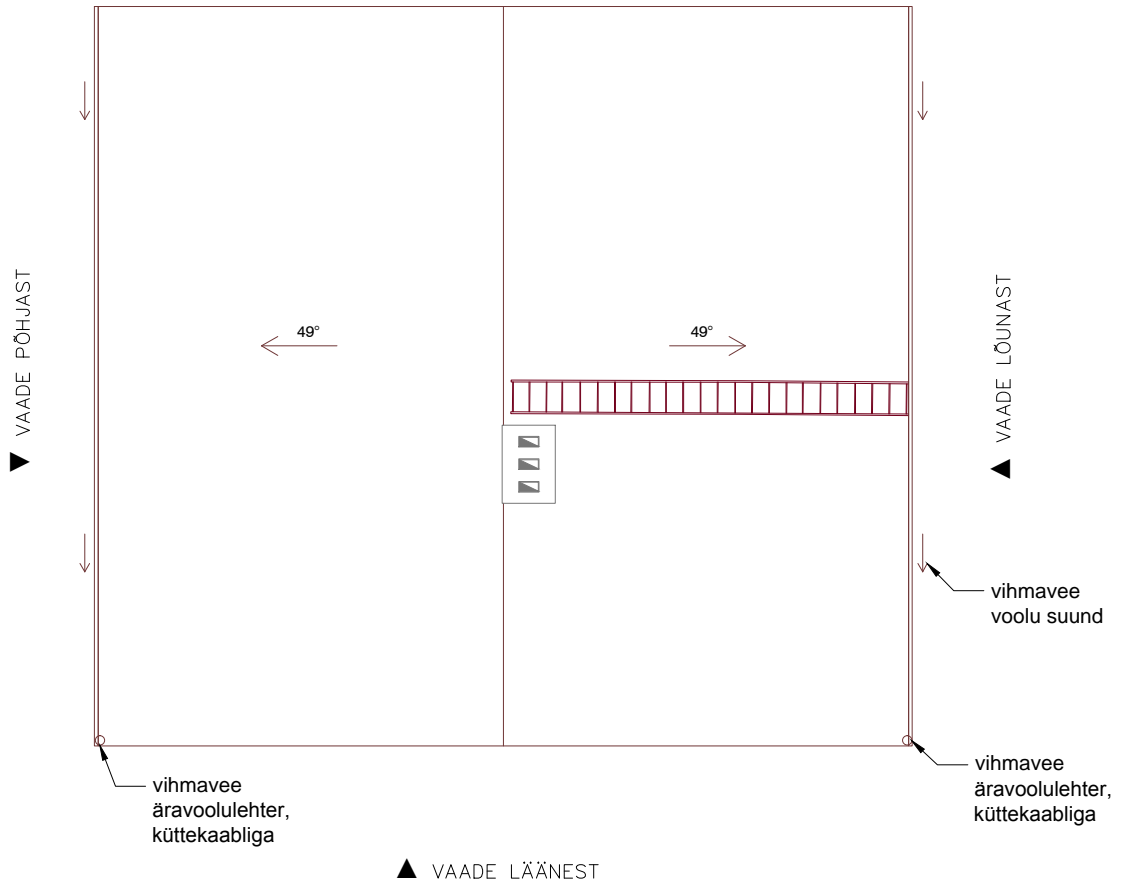 VAADE PÕHJAST
49°
49°
VAADE LÕUNAST
vihmavee
voolu suund
vihmavee
äravoolulehter,
küttekaabliga
vihmavee
äravoolulehter,
küttekaabliga
VAADE LÄÄNEST